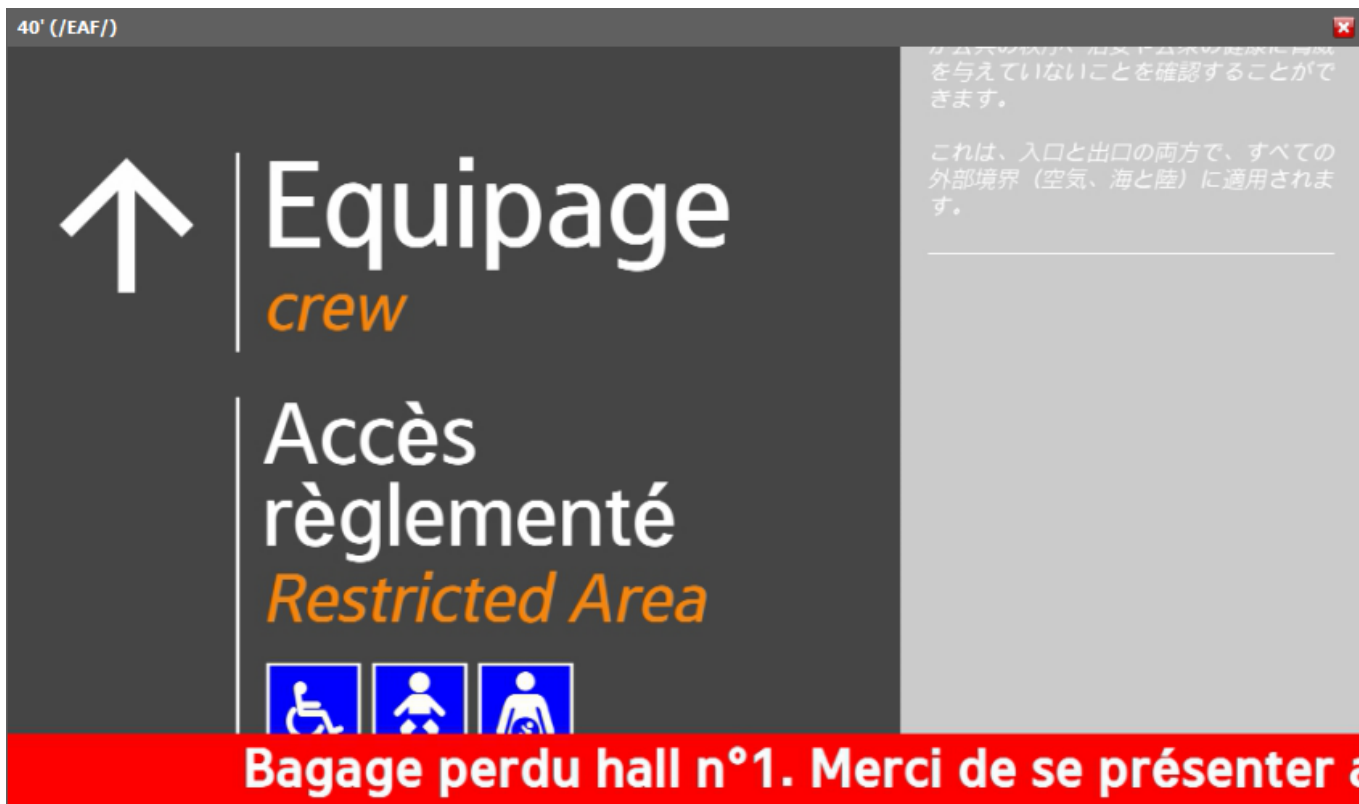 40' (/EAF/)
Equipage
crew
Accès
règlementé
Restricted Area
を与えていないことを確認することがで
きます。
これは、入口と出口の両方で、すべての
外部境界（空気、海と陸）に適用されま
す。
Bagage perdu hall n°1. Merci de se présenter